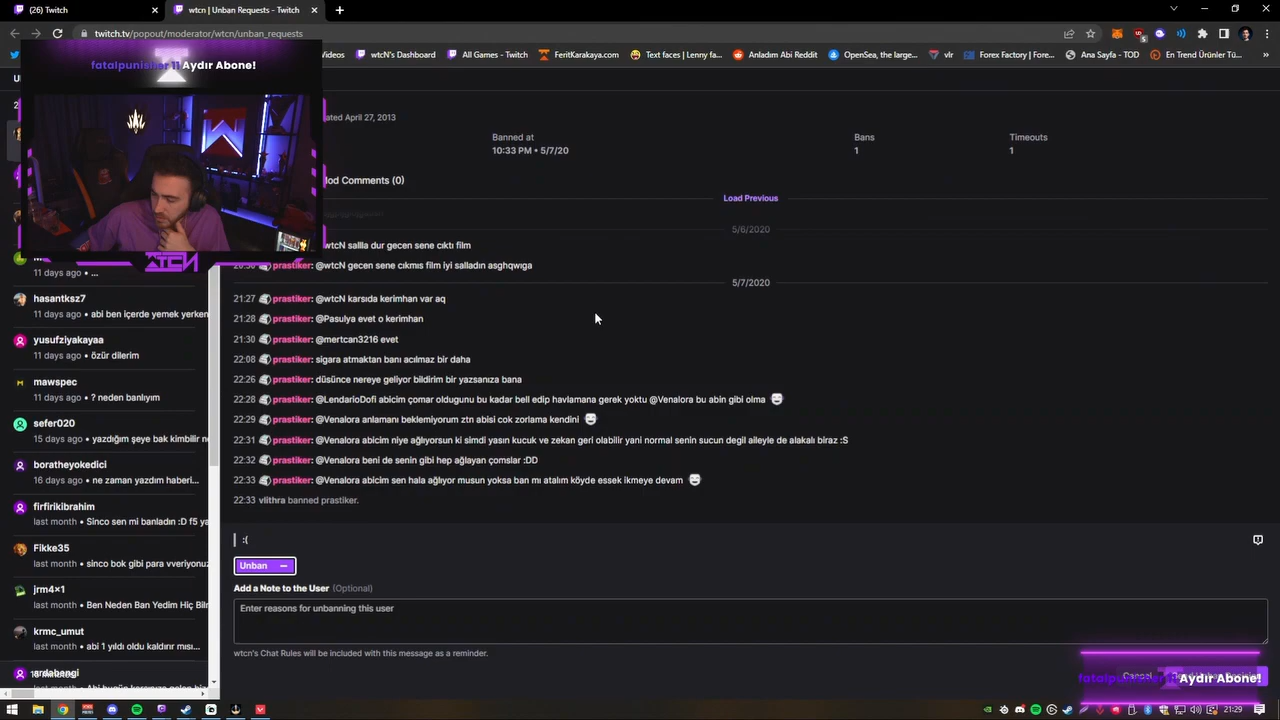 (26) Twitch
wtcn | Unban Requests - Twitch
twitch.tv/popout/moderator/wtcn/unban_requests
Videos
wtcN's Dashboard
All Games - Twitch
FeritKarakaya.com
Text faces | Lenny fa...
Anladım Abi Reddit
OpenSea, the large...
vlr
Forex Factory | Fore...
Ana Sayfa - TOD
En Trend Ürünler Tü...
fatalpunisher 11 Aydır Abone!
ated April 27, 2013
Banned at
Bans
Timeouts
10:33 PM • 5/7/20
1
1
Mod Comments (0)
Load Previous
5/6/2020
wtcN salla dur gecen sene cıktı film
prastiker: @wtcN gecen sene cıkmıs film iyi salladın asghqwıga
5/7/2020
21:27 prastiker: @wtcN karsıda kerimhan var aq
21:28 prastiker: @Pasulya evet o kerimhan
21:30 prastiker: @mertcan3216 evet
22:08 prastiker: sigara atmaktan banı acılmaz bir daha
22:26 prastiker: düsünce nereye geliyor bildirim bir yazsanıza bana
22:28 prastiker: @LendarioDofi abicim çomar oldugunu bu kadar bell edip havlamana gerek yoktu @Venalora bu abin gibi olma
22:29 prastiker: @Venalora anlamanı beklemiyorum ztn abisi cok zorlama kendini
22:31 prastiker: @Venalora abicim niye ağlıyorsun ki simdi yasın kucuk ve zekan geri olabilir yani normal senin sucun degil aileyle de alakalı biraz :S
22:32 prastiker: @Venalora beni de senin gibi hep ağlayan çomslar :DD
22:33 prastiker: @Venalora abicim sen hala ağlıyor musun yoksa ban mı atalım köyde essek ikmeye devam
22:33 vlithra banned prastiker.
:(
Unban
Add a Note to the User (Optional)
Enter reasons for unbanning this user
wtcn's Chat Rules will be included with this message as a reminder.
11 days ago • ...
hasantksz7
11 days ago • abi ben içerde yemek yerken
yusufziyakayaa
11 days ago • özür dilerim
mawspec
11 days ago • ? neden banlıyım
sefer020
15 days ago • yazdığım şeye bak kimbilir ne
boratheyokedici
16 days ago • ne zaman yazdım haberi...
firfirikibrahim
last month • Sinco sen mi banladın :D f5 ya
Fikke35
last month • sinco bok gibi para vveriyonuz
jrm4x1
last month • Ben Neden Ban Yedim Hiç Bilr
krmc_umut
last month • abi 1 yıldı oldu kaldırır mısı...
fatalpunisher 11 Aydır Abone!
21:29